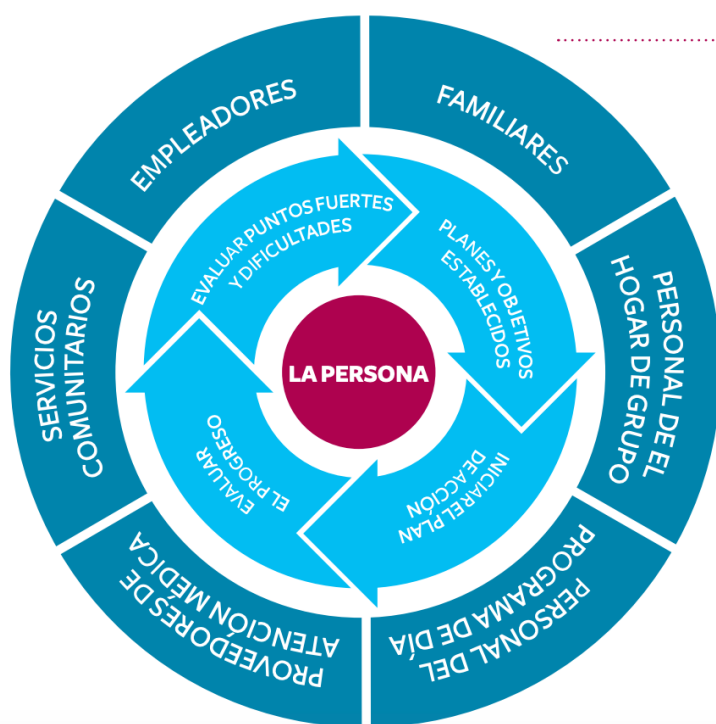 EMPLEADORES
FAMILIARES
PERSONAL DE EL
HOGAR DE GRUPO
PERSONAL DEL
PROGRAMA DE DÍA
PROVEEDORES DE
ATENCIÓN MÉDICA
SERVICIOS
COMUNITARIOS
EVALUAR PUNTOS FUERTES
Y DIFICULTADES
PLANES Y OBJETIVOS
ESTABLECIDOS
INICIAR EL PLAN
DE ACCIÓN
EVALUAR
EL PROGRESO
LA PERSONA